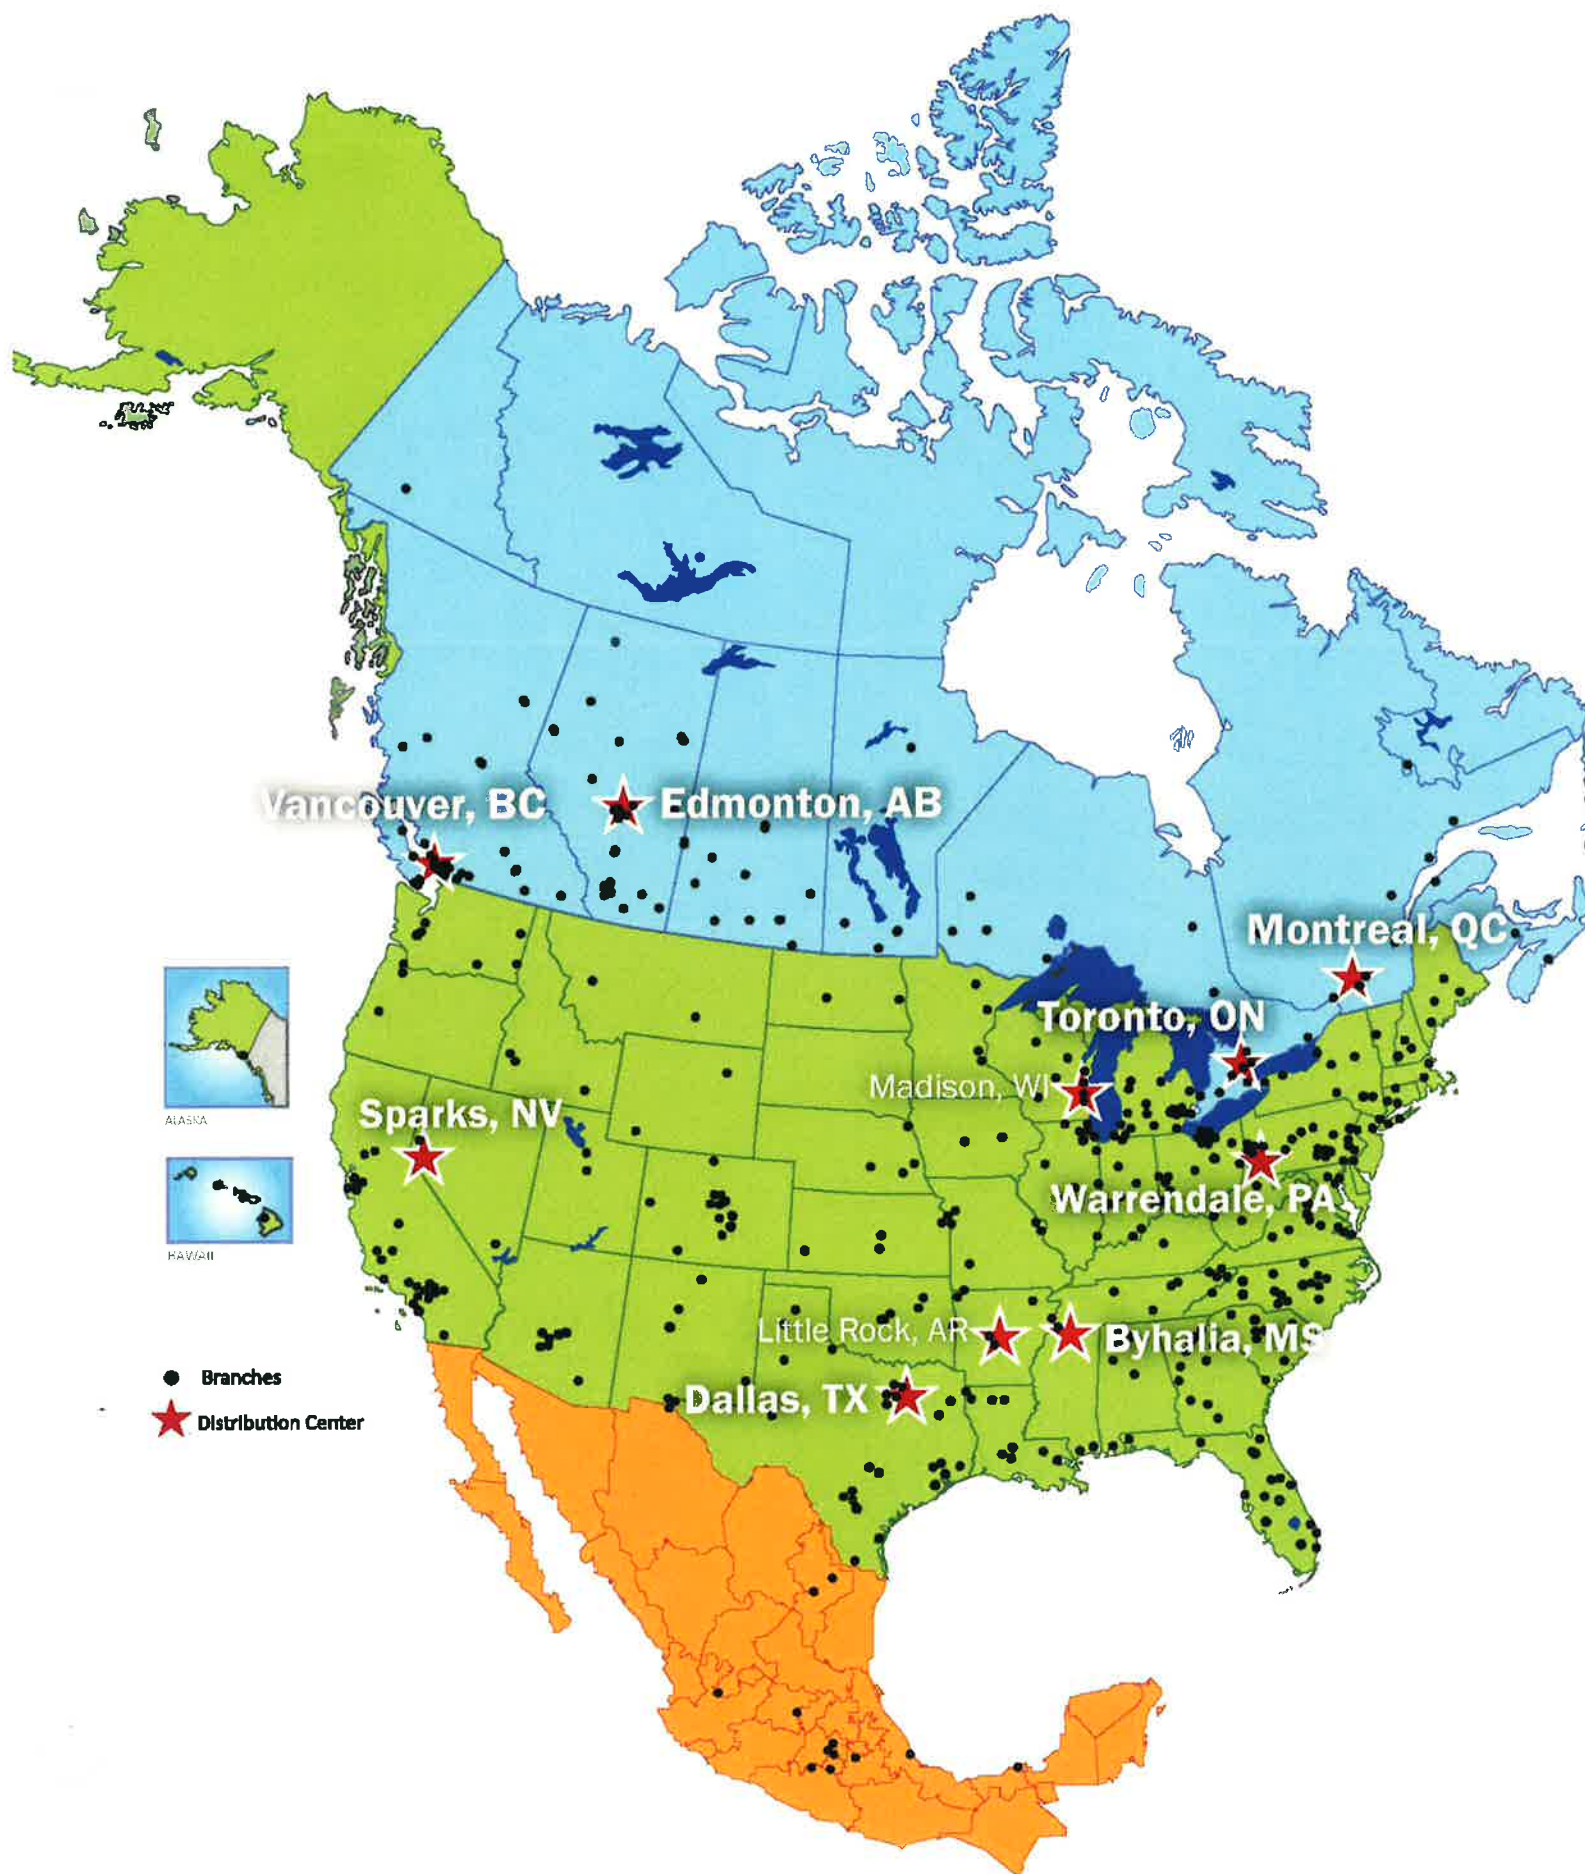 Vancouver, BC
Edmonton, AB
Montreal, QC
Toronto, ON
Madison, WI
Sparks, NV
ALASKA
Warrendale, PA
HAWAII
Little Rock, AR
Byhalia, MS
Branches
Dallas, TX
Distribution Center